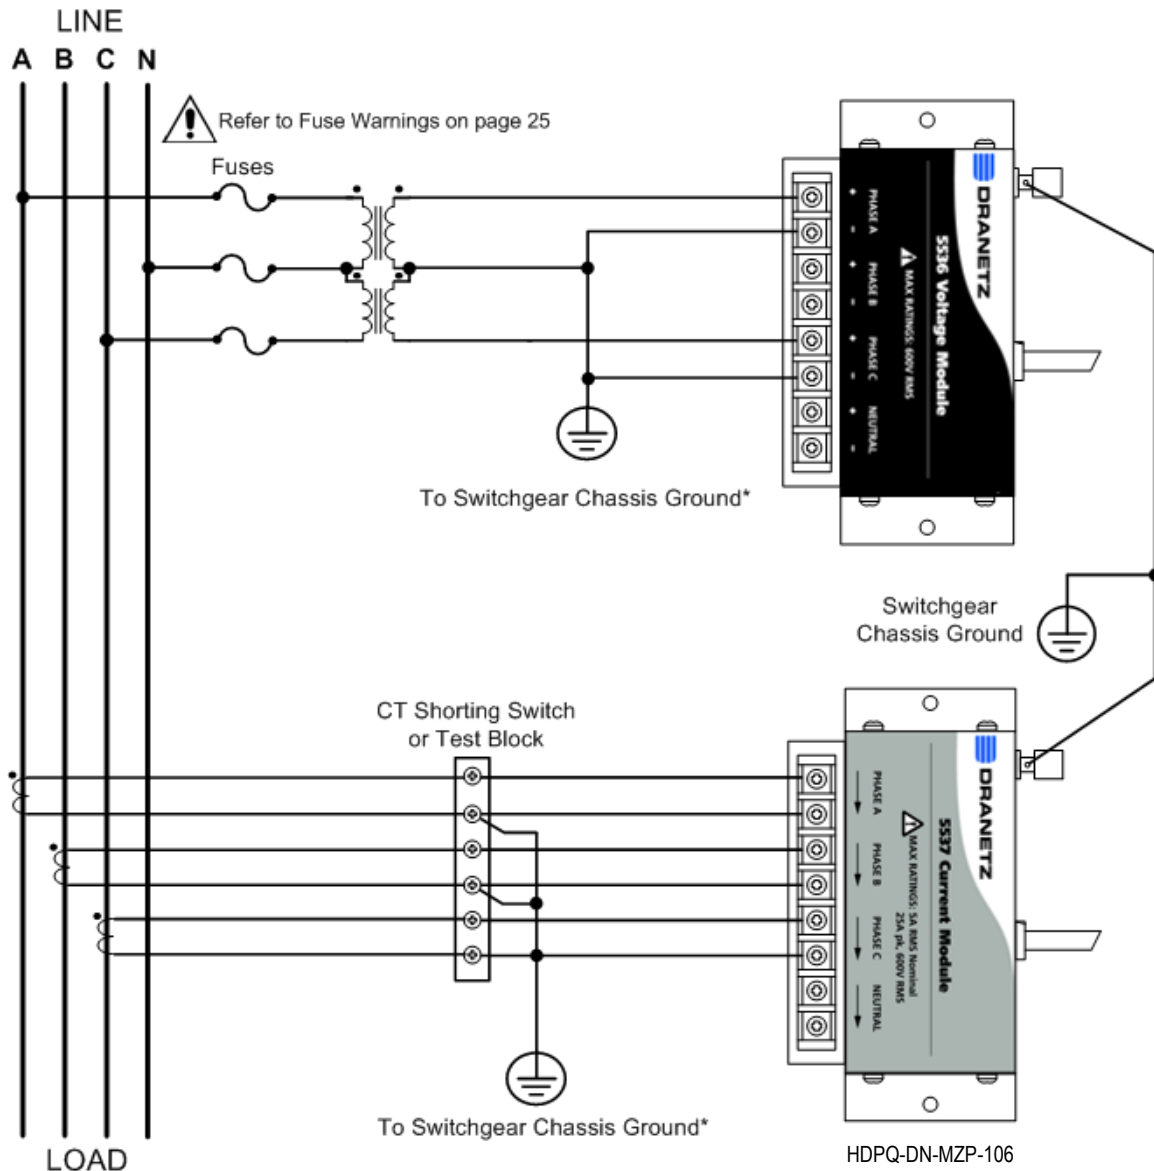 LINE
A B C N
Refer to Fuse Warnings on page 25
Fuses
DRANETZ
5536 Voltage Module
MAX RATINGS: 600V RMS
PHASE A
+ -
PHASE B
+ -
PHASE C
+ -
NEUTRAL
+ -
To Switchgear Chassis Ground*
Switchgear
Chassis Ground
CT Shorting Switch
or Test Block
DRANETZ
5537 Current Module
MAX RATINGS: 5A RMS Nominal
25A pk, 600V RMS
PHASE A
PHASE B
PHASE C
NEUTRAL
To Switchgear Chassis Ground*
LOAD
HDPQ-DN-MZP-106